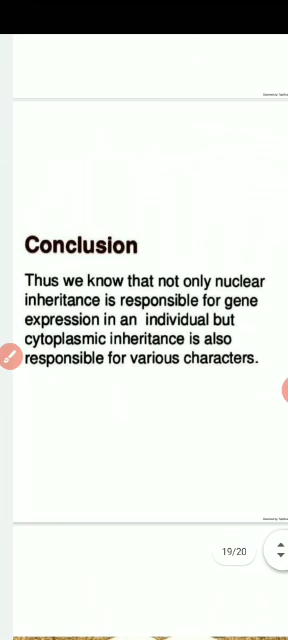 Conclusion
Thus we know that not only nuclear
inheritance is responsible for gene
expression in an individual but
cytoplasmic inheritance is also
responsible for various characters.
19/20